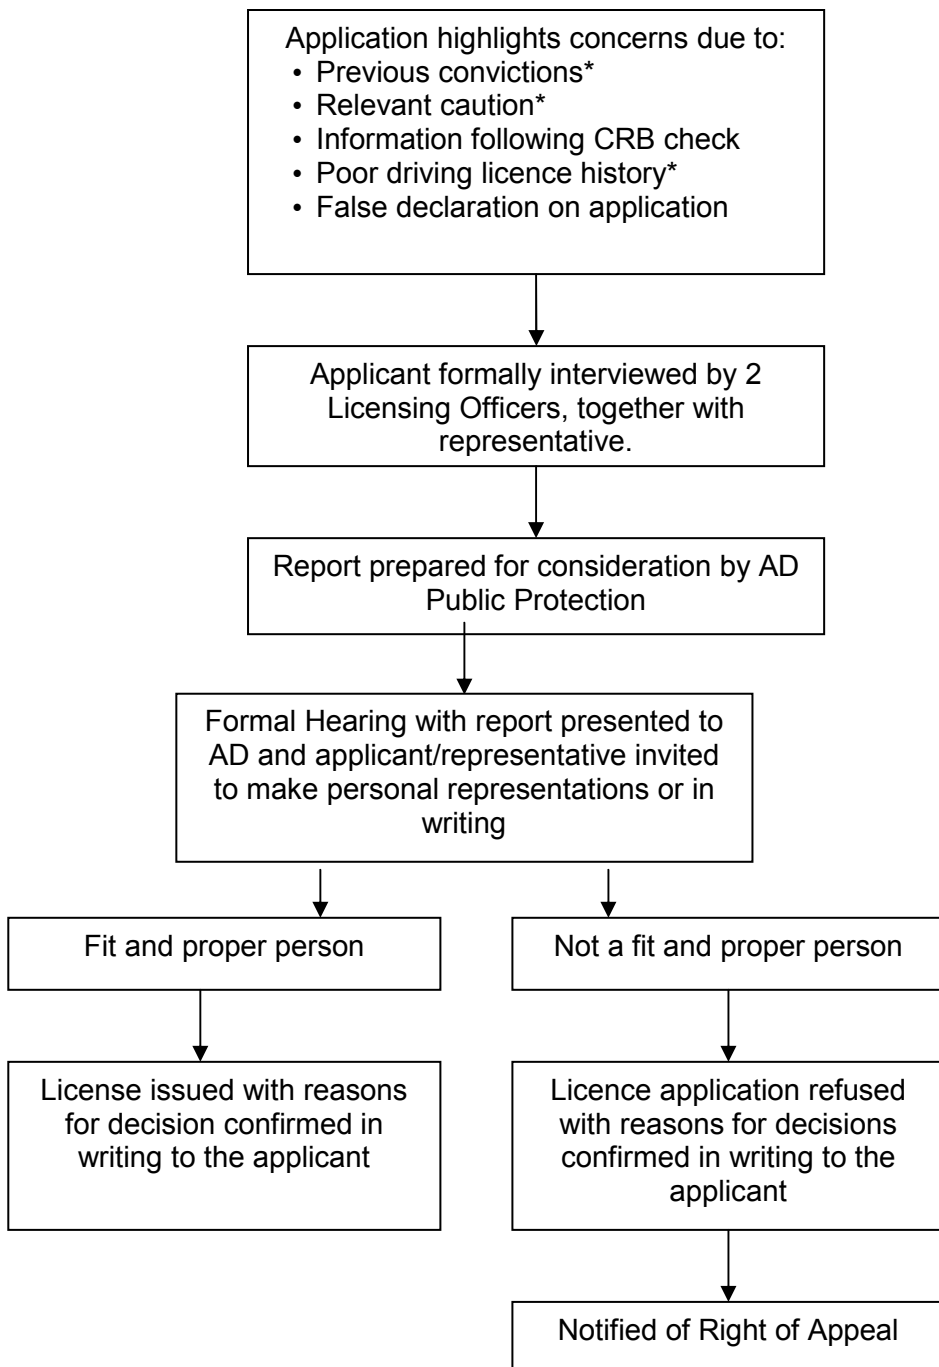 Application highlights concerns due to:
• Previous convictions*
• Relevant caution*
• Information following CRB check
• Poor driving licence history*
• False declaration on application
Applicant formally interviewed by 2
Licensing Officers, together with
representative.
Report prepared for consideration by AD
Public Protection
Formal Hearing with report presented to
AD and applicant/representative invited
to make personal representations or in
writing
Fit and proper person
Not a fit and proper person
License issued with reasons
for decision confirmed in
writing to the applicant
Licence application refused
with reasons for decisions
confirmed in writing to the
applicant
Notified of Right of Appeal